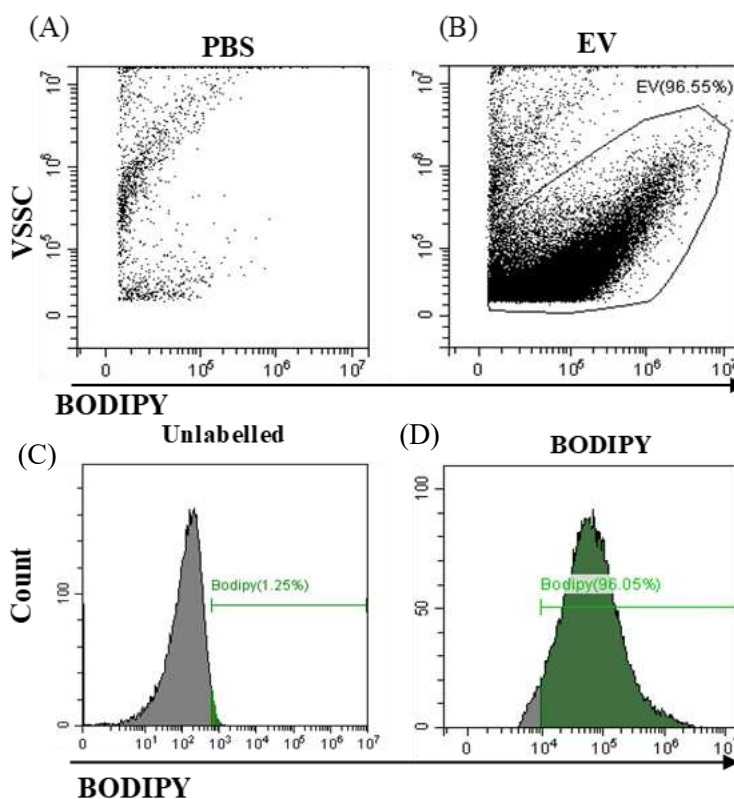 (A)
PBS
(B)
EV
EV(96.55%)
VSSC
10⁷
10⁶
10⁵
0
0
10⁵
10⁶
10⁷
10⁷
10⁶
10⁵
0
0
10⁵
10⁶
10⁷
BODIPY
(C)
Unlabelled
(D)
BODIPY
Count
100
0
Bodipy(1.25%)
0
10¹
10²
10³
10⁴
10⁵
10⁶
10⁷
100
50
0
Bodipy(96.05%)
0
10⁴
10⁵
10⁶
10⁷
BODIPY